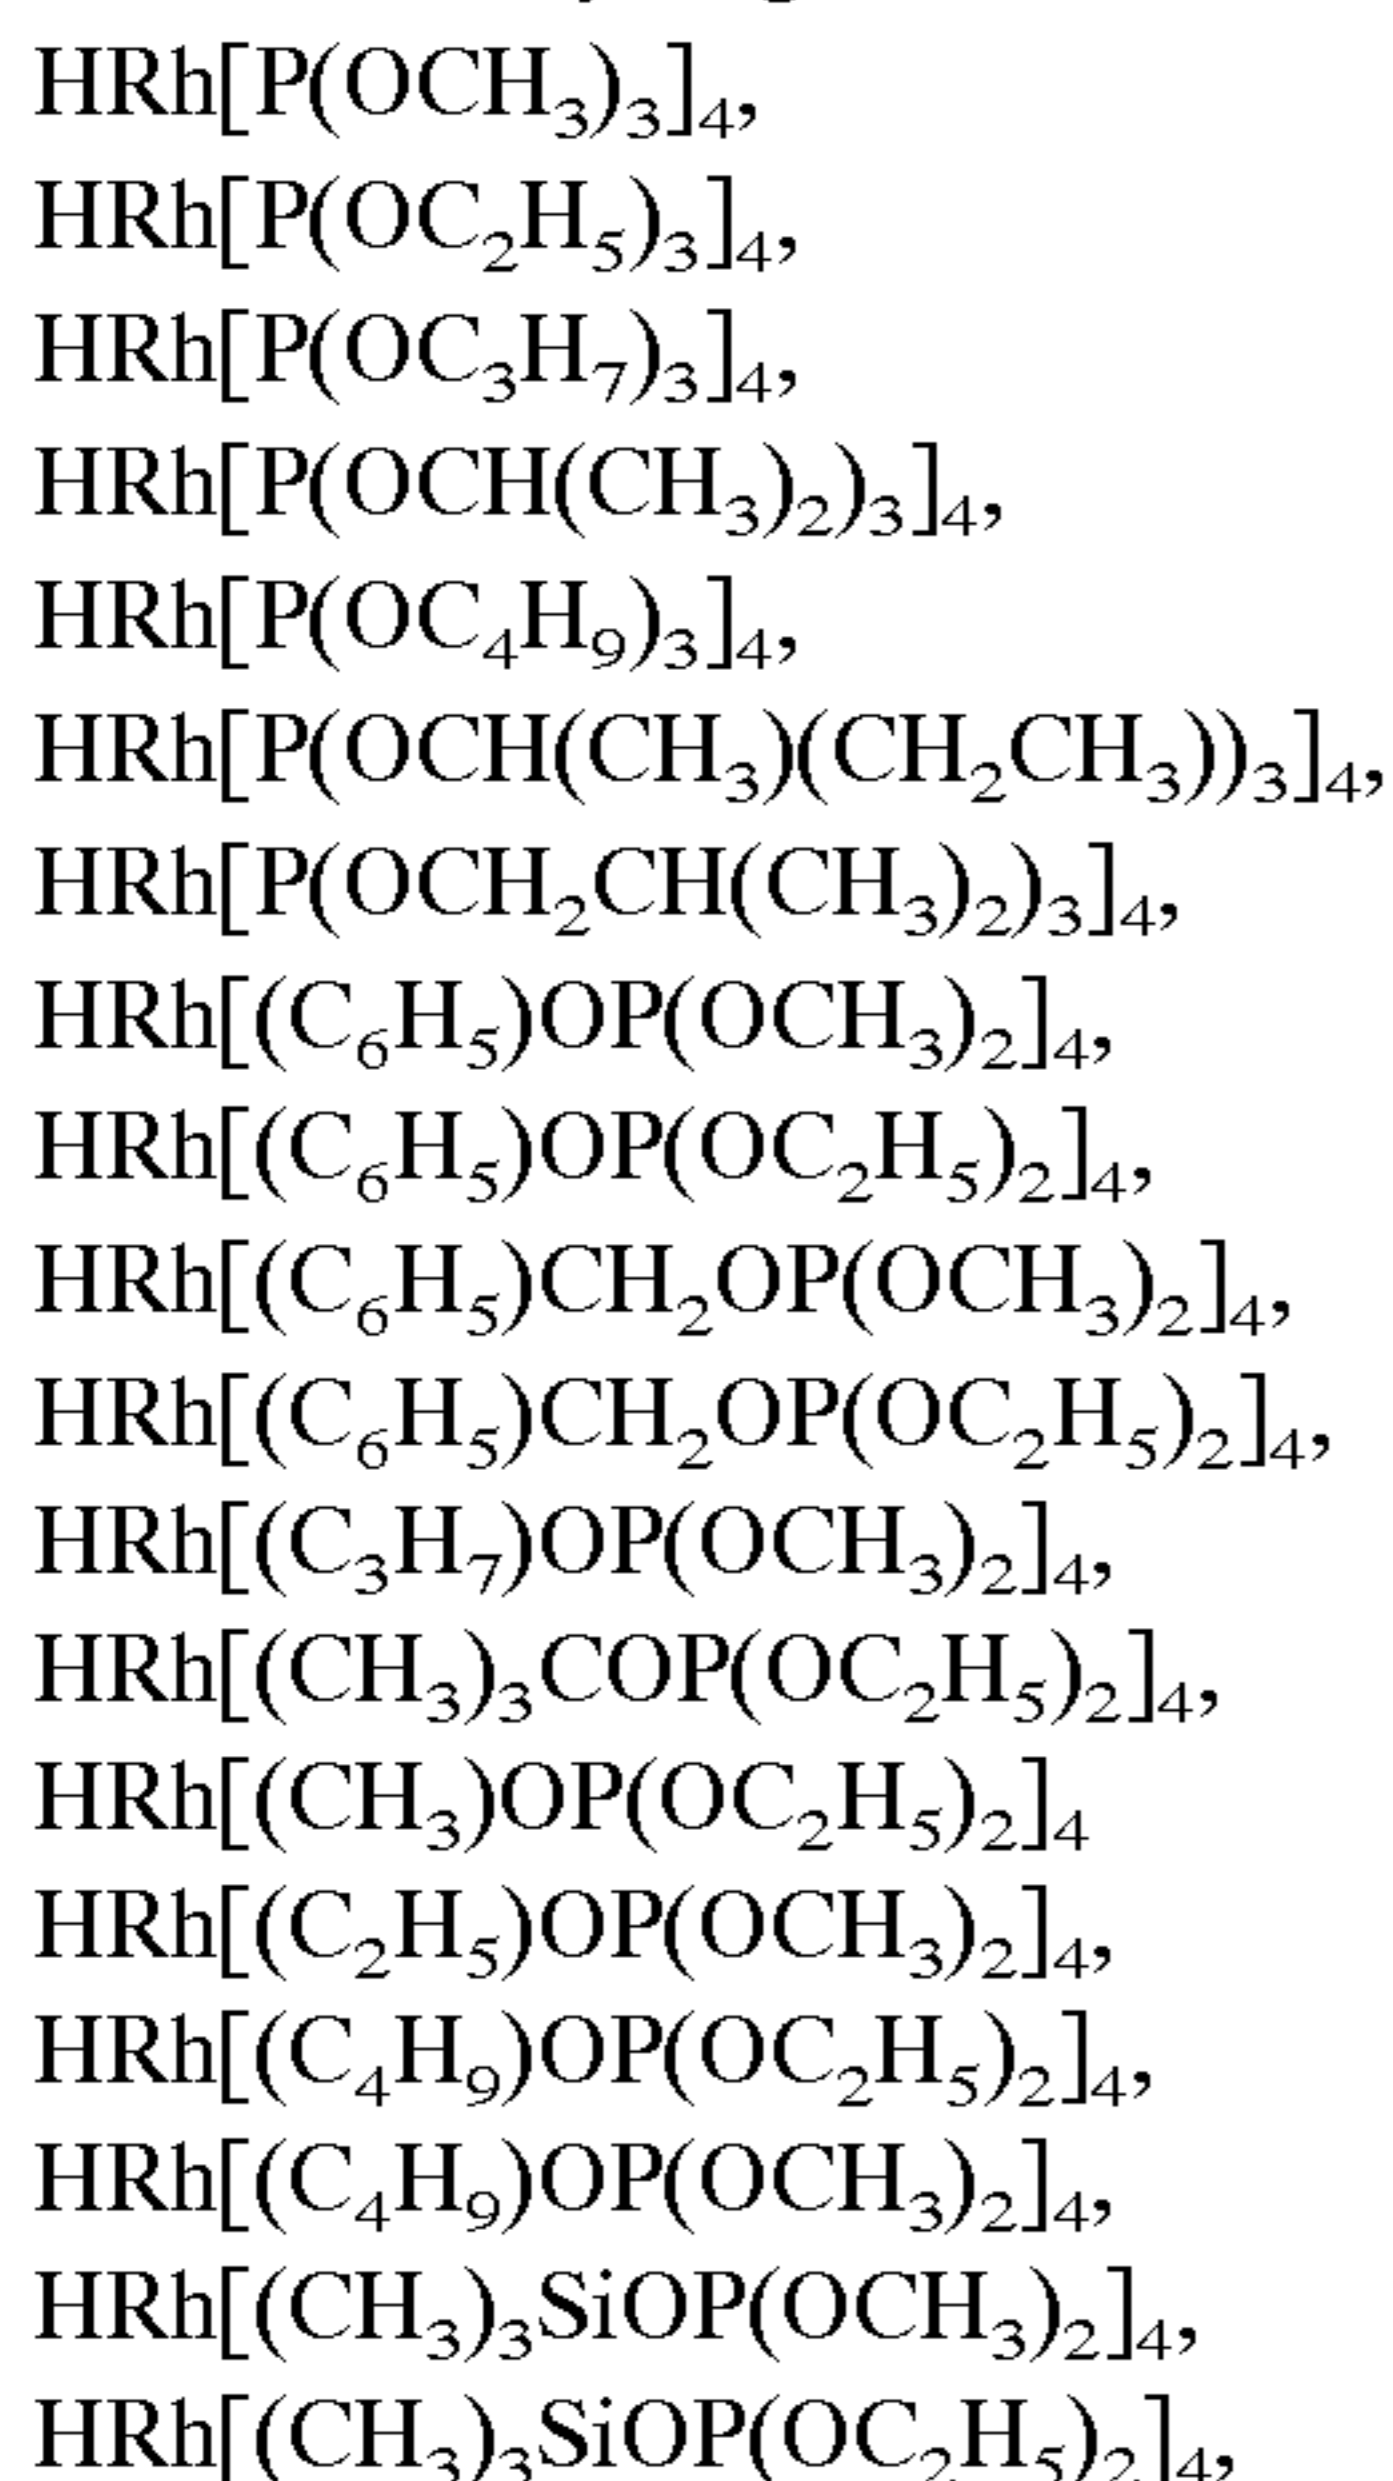 HRh[P(OCH₃)₃]₄,
HRh[P(OC₂H₅)₃]₄,
HRh[P(OC₃H₇)₃]₄,
HRh[P(OCH(CH₃)₂)₃]₄,
HRh[P(OC₄H₉)₃]₄,
HRh[P(OCH(CH₃)(CH₂CH₃))₃]₄,
HRh[P(OCH₂CH(CH₃)₂)₃]₄,
HRh[(C₆H₅)OP(OCH₃)₂]₄,
HRh[(C₆H₅)OP(OC₂H₅)₂]₄,
HRh[(C₆H₅)CH₂OP(OCH₃)₂]₄,
HRh[(C₆H₅)CH₂OP(OC₂H₅)₂]₄,
HRh[(C₃H₇)OP(OCH₃)₂]₄,
HRh[(CH₃)₃COP(OC₂H₅)₂]₄,
HRh[(CH₃)OP(OC₂H₅)₂]₄
HRh[(C₂H₅)OP(OCH₃)₂]₄,
HRh[(C₄H₉)OP(OC₂H₅)₂]₄,
HRh[(C₄H₉)OP(OCH₃)₂]₄,
HRh[(CH₃)₃SiOP(OCH₃)₂]₄,
HRh[(CH₃)₃SiOP(OC₂H₅)₂]₄,